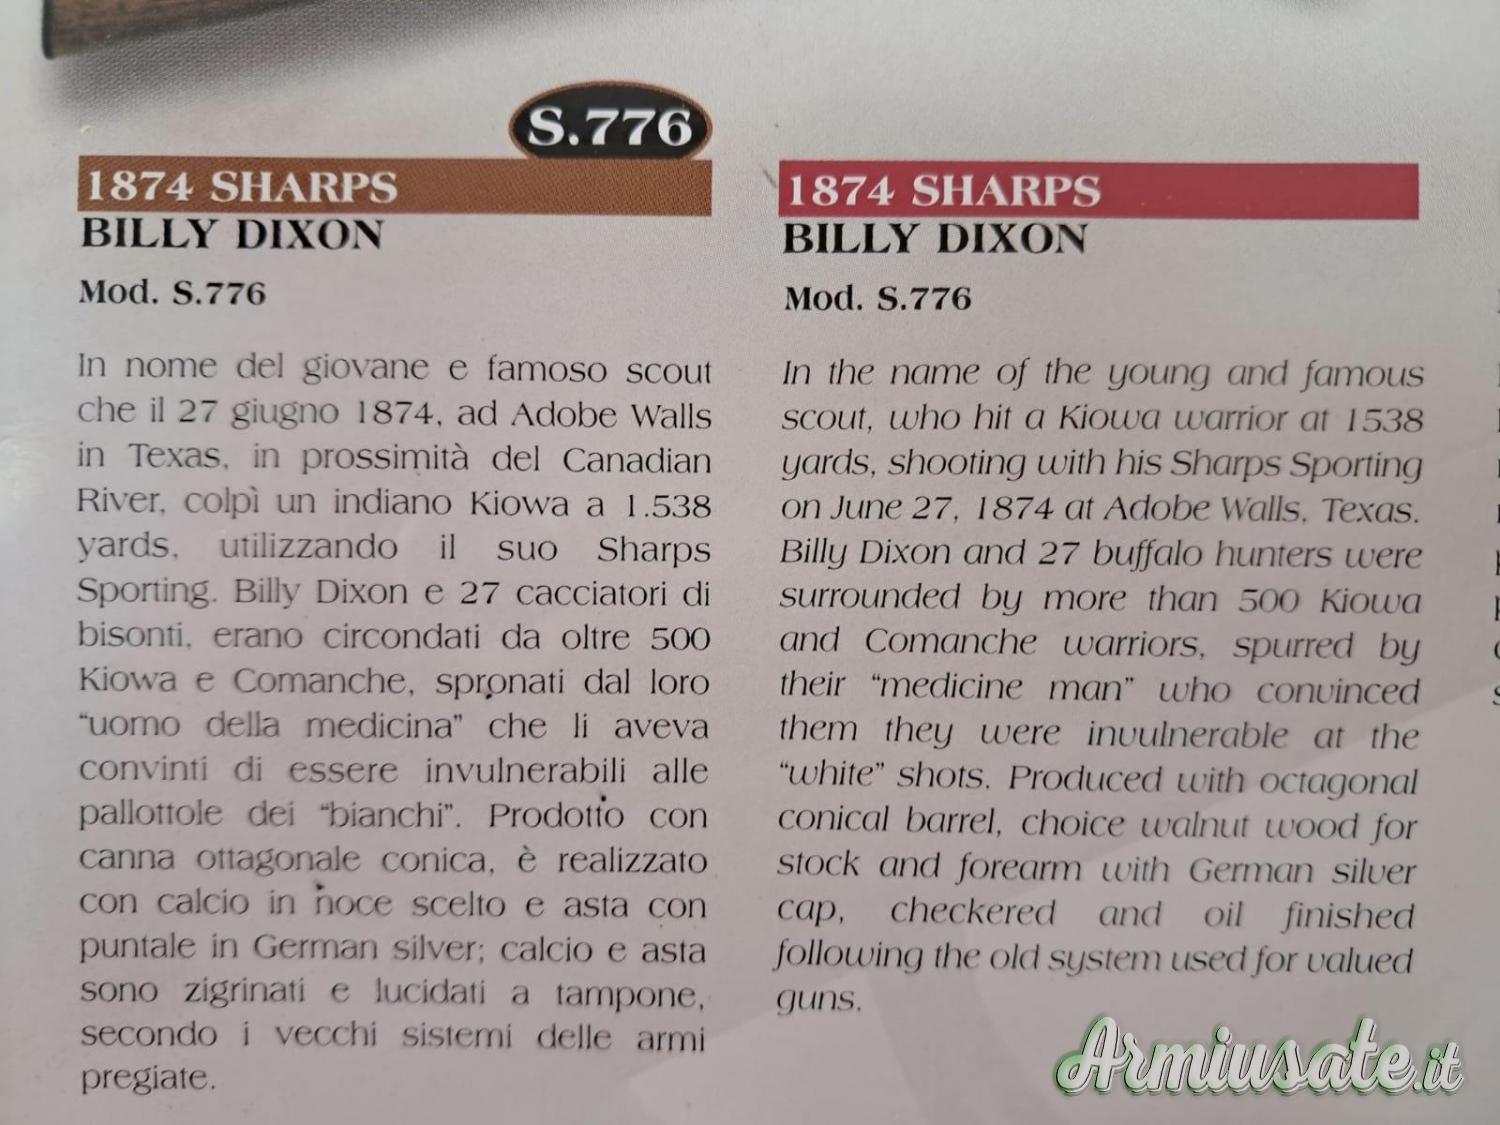 S.776
1874 SHARPS
BILLY DIXON
Mod. S.776
In nome del giovane e famoso scout
che il 27 giugno 1874, ad Adobe Walls
in Texas, in prossimità del Canadian
River, colpì un indiano Kiowa a 1.538
yards, utilizzando il suo Sharps
Sporting. Billy Dixon e 27 cacciatori di
bisonti, erano circondati da oltre 500
Kiowa e Comanche, spronati dal loro
“uomo della medicina” che li aveva
convinti di essere invulnerabili alle
pallottole dei “bianchi”. Prodotto con
canna ottagonale conica, è realizzato
con calcio in noce scelto e asta con
puntale in German silver; calcio e asta
sono zigrinati e lucidati a tampone,
secondo i vecchi sistemi delle armi
pregiate.
1874 SHARPS
BILLY DIXON
Mod. S.776
In the name of the young and famous
scout, who hit a Kiowa warrior at 1538
yards, shooting with his Sharps Sporting
on June 27, 1874 at Adobe Walls, Texas.
Billy Dixon and 27 buffalo hunters were
surrounded by more than 500 Kiowa
and Comanche warriors, spurred by
their “medicine man” who convinced
them they were invulnerable at the
“white” shots. Produced with octagonal
conical barrel, choice walnut wood for
stock and forearm with German silver
cap, checkered and oil finished
following the old system used for valued
guns.
Armiusate.it